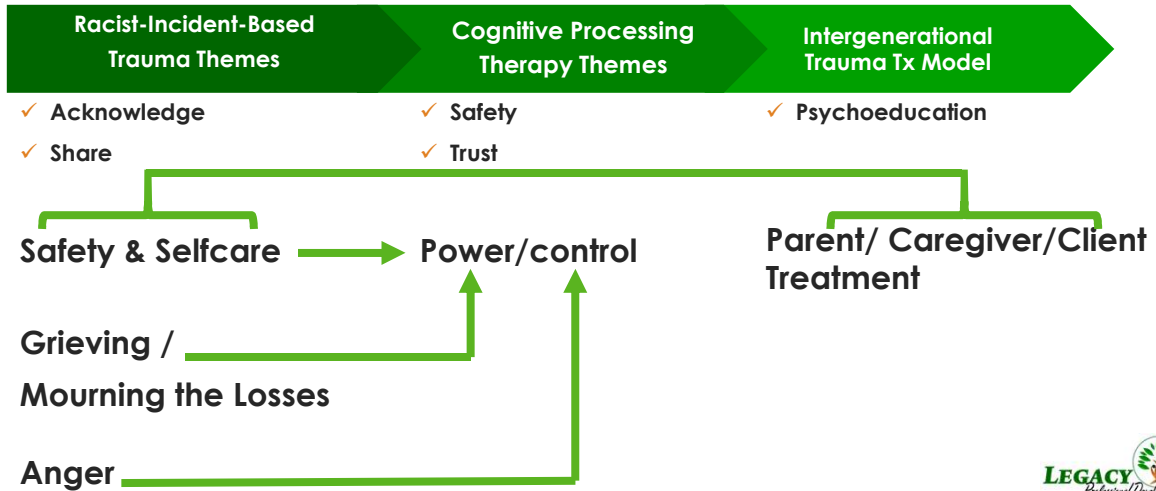 Racist-Incident-Based
Trauma Themes
Cognitive Processing
Therapy Themes
Intergenerational
Trauma Tx Model
✓ Acknowledge
✓ Share
✓ Safety
✓ Trust
✓ Psychoeducation
Safety & Selfcare
Power/control
Parent/ Caregiver/Client
Treatment
Grieving /
Mourning the Losses
Anger
LEGACY